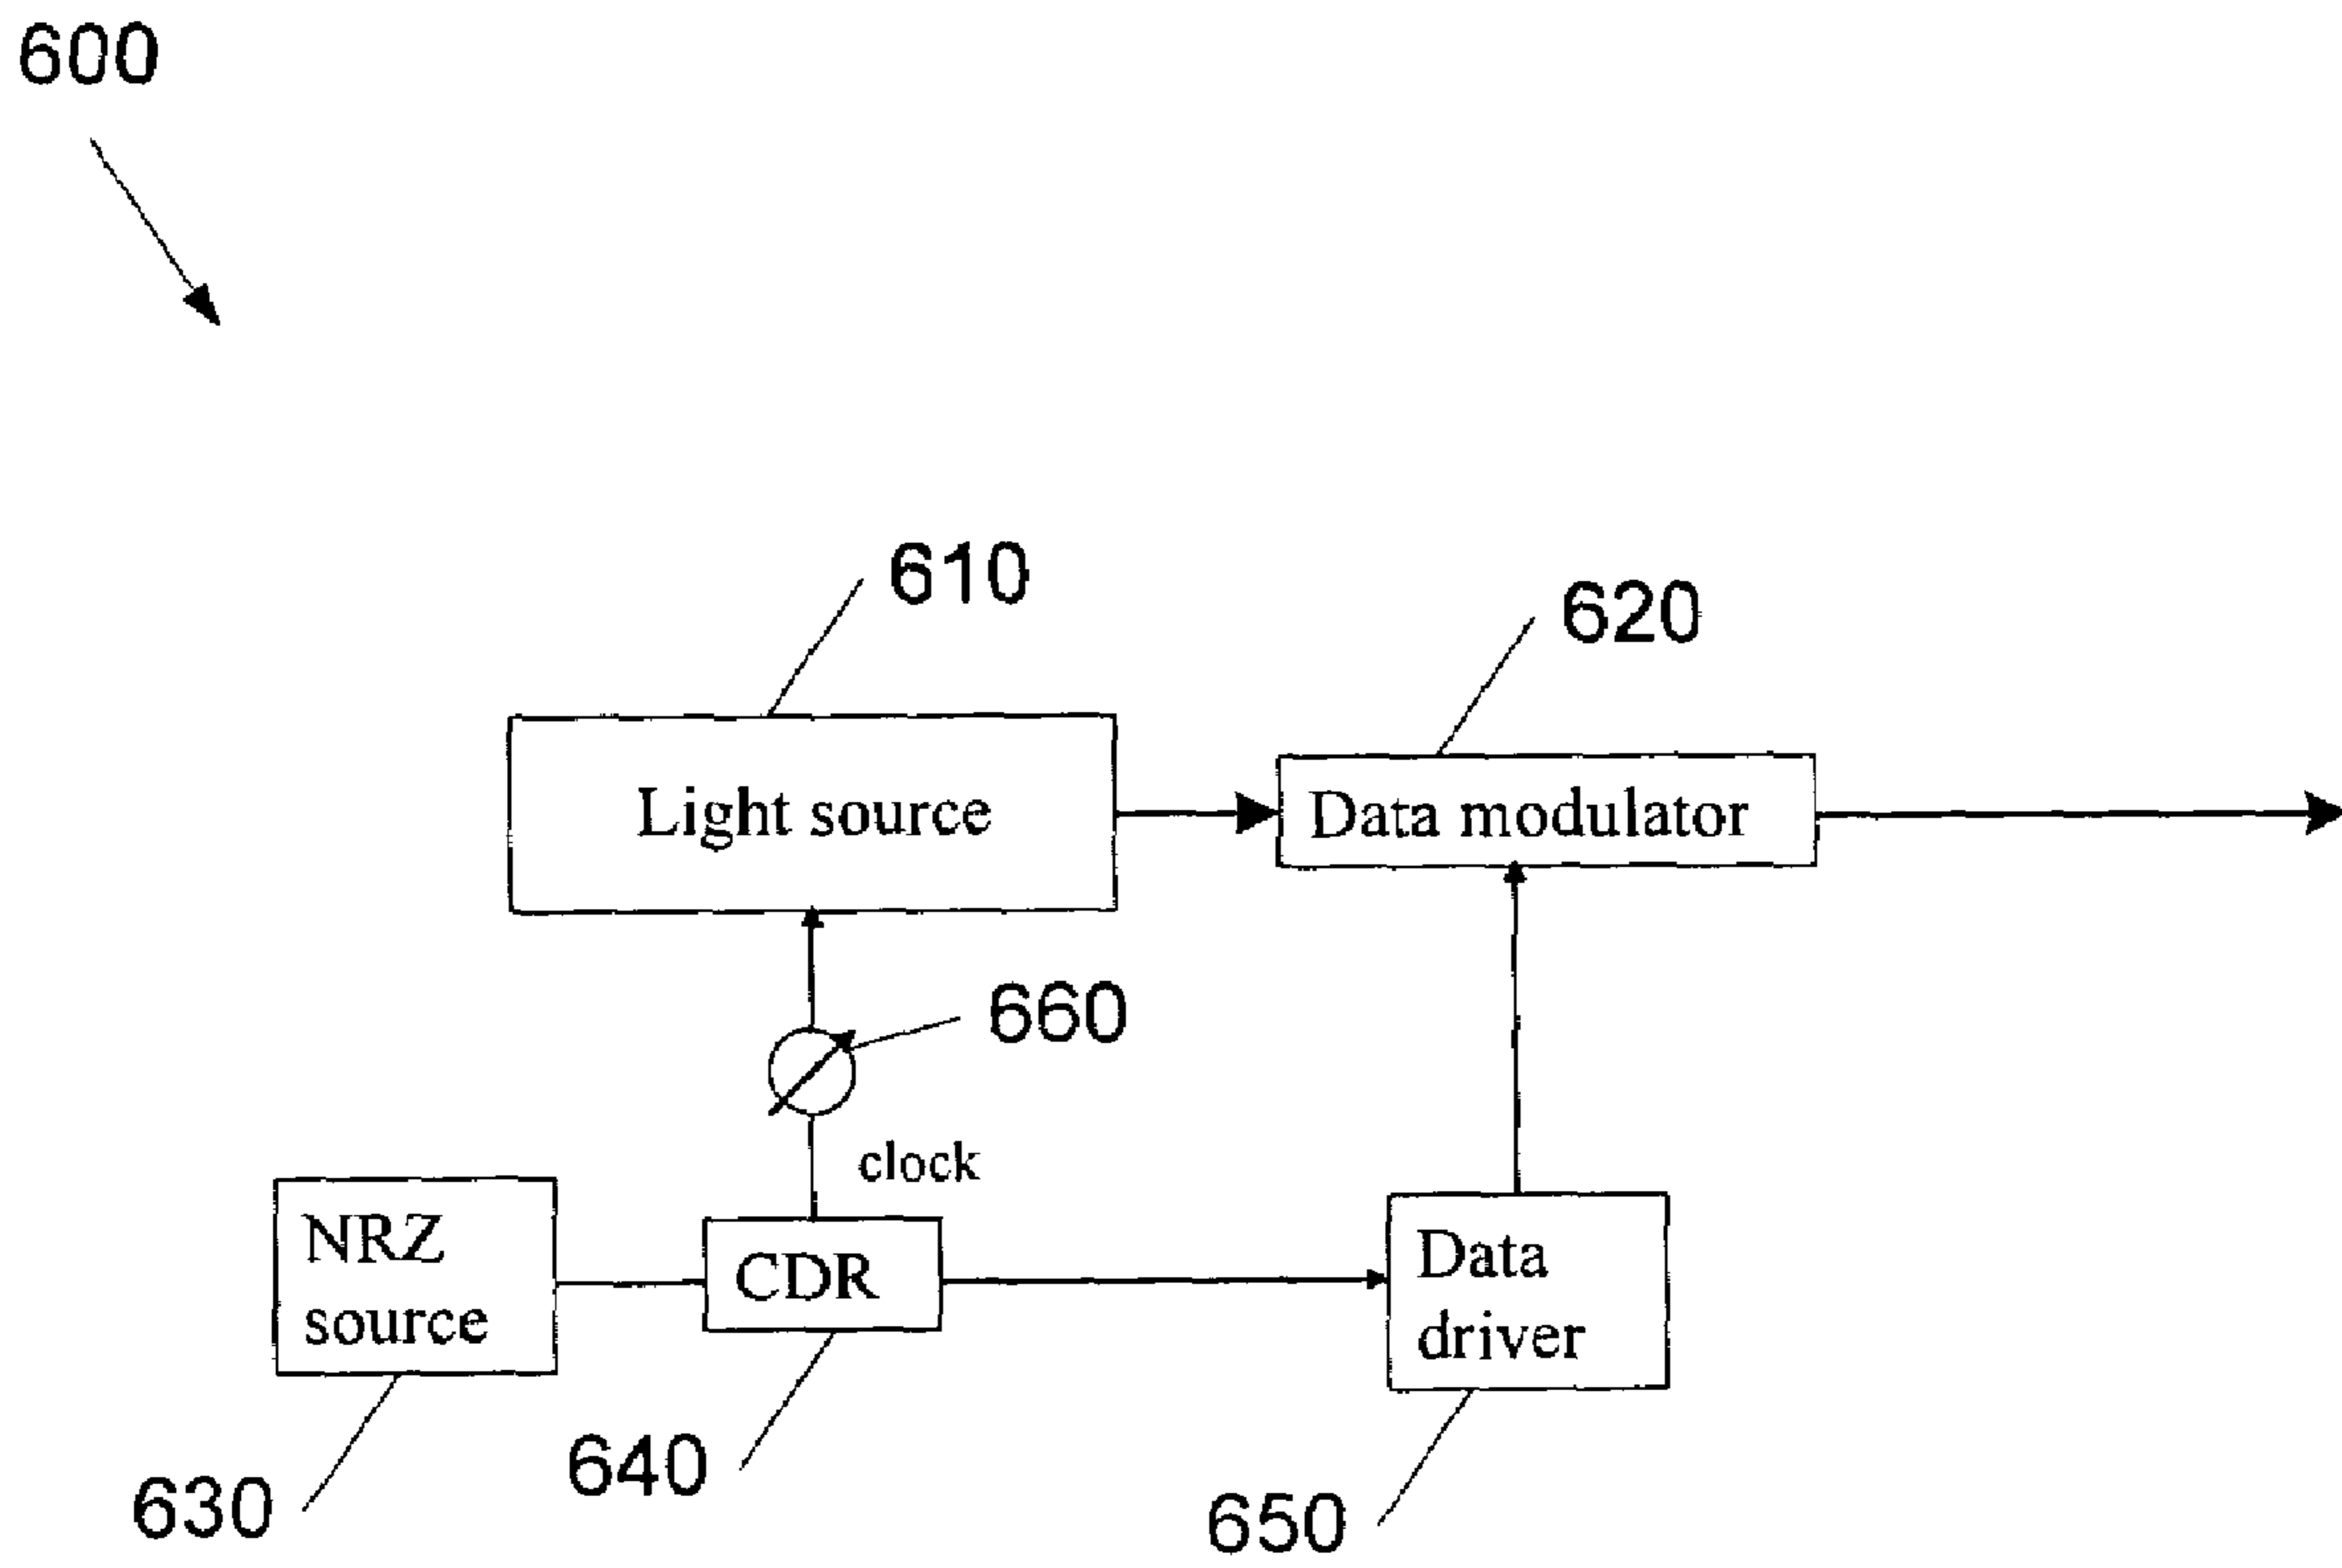 600
610
620
Light source
Data modulator
660
clock
NRZ
source
CDR
Data
driver
630
640
650